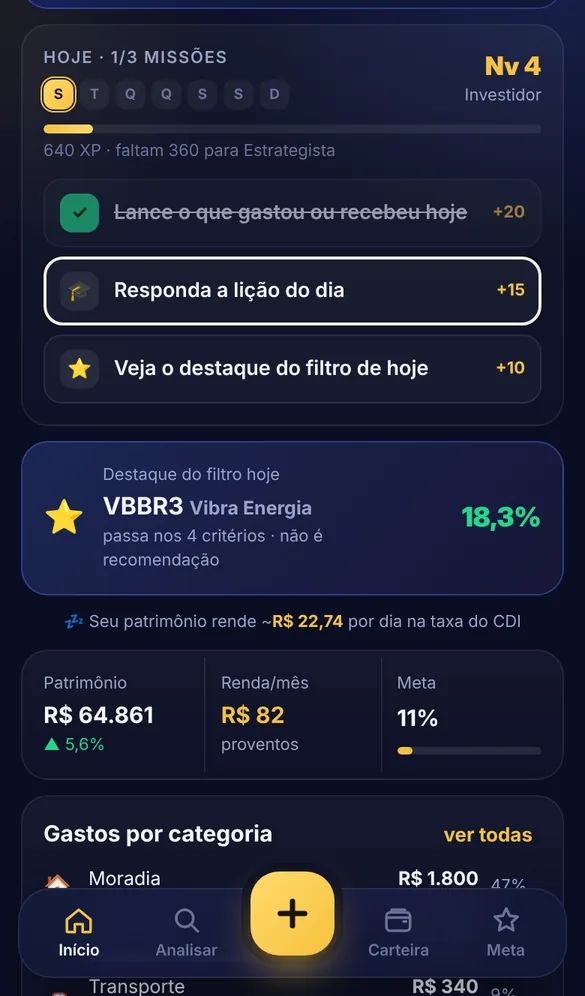 HOJE · 1/3 MISSÕES
Nv 4
S T Q Q S S D
Investidor
640 XP · faltam 360 para Estrategista
Lance o que gastou ou recebeu hoje +20
Responda a lição do dia +15
Veja o destaque do filtro de hoje +10
Destaque do filtro hoje
VBBR3 Vibra Energia
18,3%
passa nos 4 critérios · não é
recomendação
💤 Seu patrimônio rende ~R$ 22,74 por dia na taxa do CDI
Patrimônio
R$ 64.861
▲ 5,6%
Renda/mês
R$ 82
proventos
Meta
11%
Gastos por categoria ver todas
Moradia R$ 1.800 47%
Início Analisar + Carteira Meta
Transporte R$ 340 9%